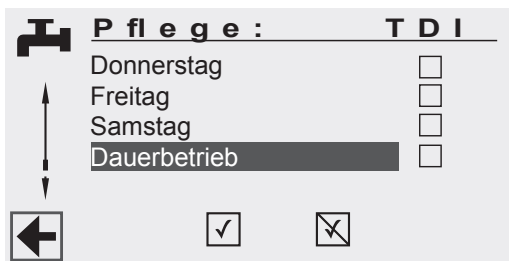 Pflege: TDI
Donnerstag
Freitag
Samstag
Dauerbetrieb